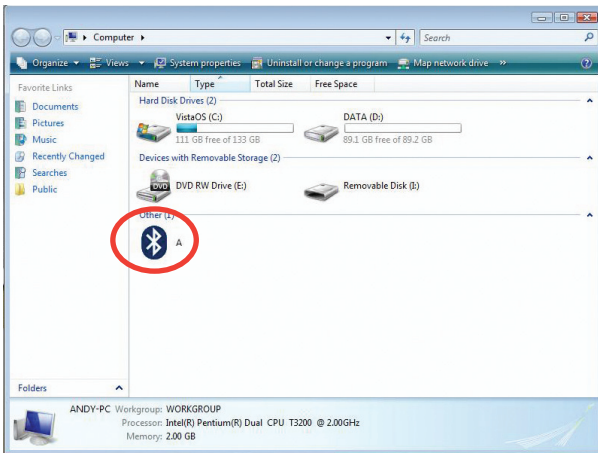 Computer
Search
Organize Views System properties Uninstall or change a program Map network drive »
Favorite Links
Documents
Pictures
Music
Recently Changed
Searches
Public
Folders
Name Type Total Size Free Space
Hard Disk Drives (2)
VistaOS (C:)
111 GB free of 133 GB
DATA (D:)
89.1 GB free of 89.2 GB
Devices with Removable Storage (2)
DVD RW Drive (E:)
Removable Disk (I:)
Other (1)
A
ANDY-PC Workgroup: WORKGROUP
Processor: Intel(R) Pentium(R) Dual CPU T3200 @ 2.00GHz
Memory: 2.00 GB